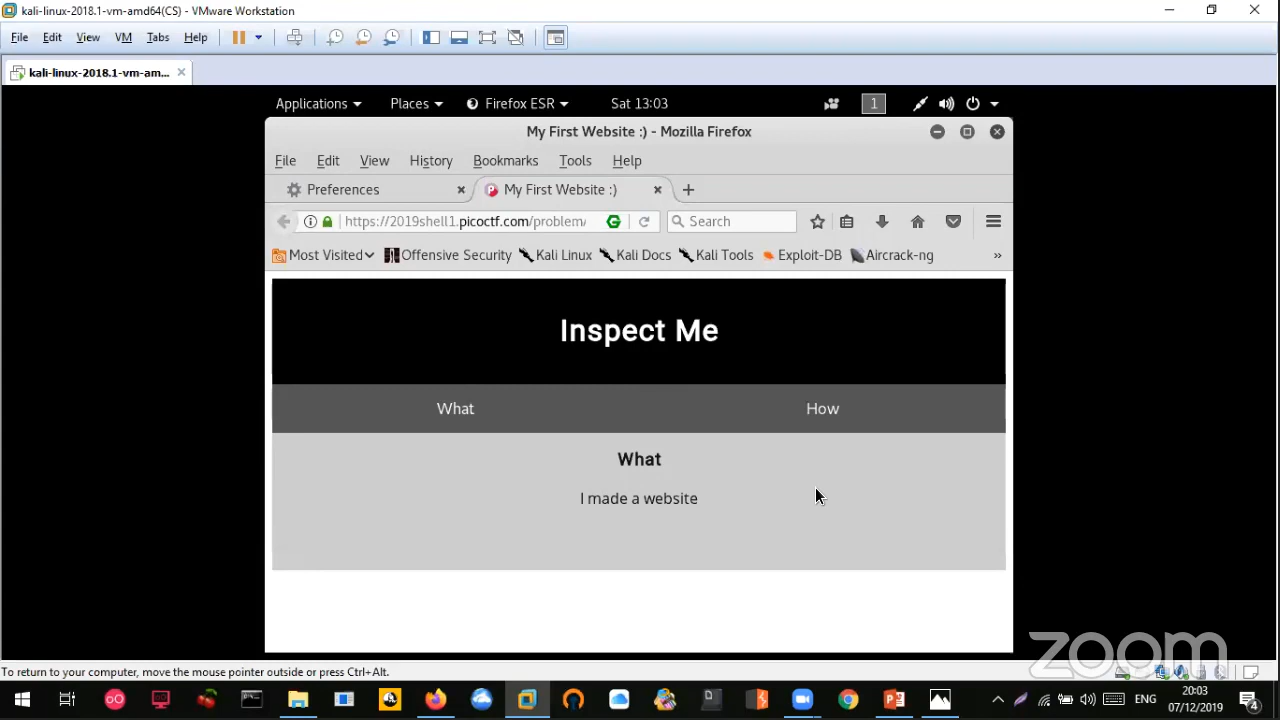 kali-linux-2018.1-vm-amd64(CS) - VMware Workstation
File Edit View VM Tabs Help
kali-linux-2018.1-vm-am...
Applications Places Firefox ESR Sat 13:03 1
My First Website :) - Mozilla Firefox
File Edit View History Bookmarks Tools Help
Preferences My First Website :)
https://2019shell1.picoctf.com/problem/ Search
Most Visited Offensive Security Kali Linux Kali Docs Kali Tools Exploit-DB Aircrack-ng »
Inspect Me
What How
What
I made a website
zoom
To return to your computer, move the mouse pointer outside or press Ctrl+Alt.
ENG 20:03
07/12/2019 4